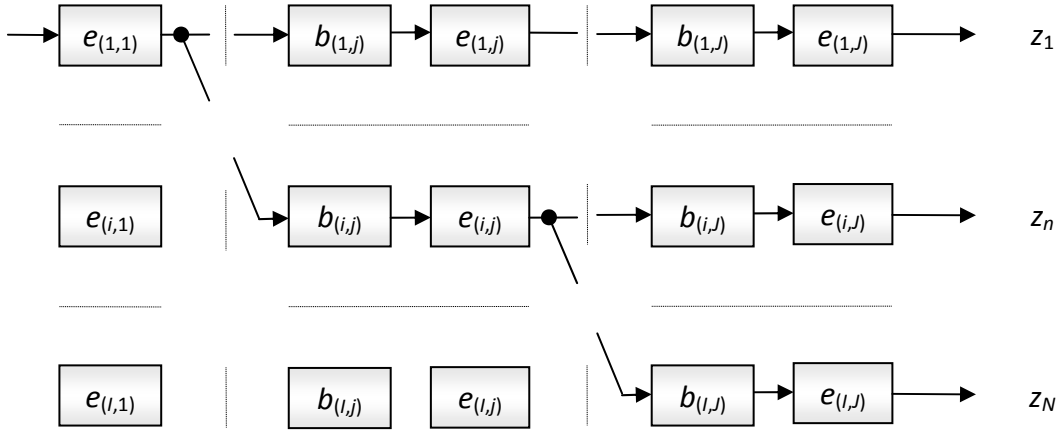 e(1,1) b(1,j) e(1,j) b(1,J) e(1,J) z1
e(i,1) b(i,j) e(i,j) b(i,J) e(i,J) zn
e(I,1) b(I,j) e(I,j) b(I,J) e(I,J) zN